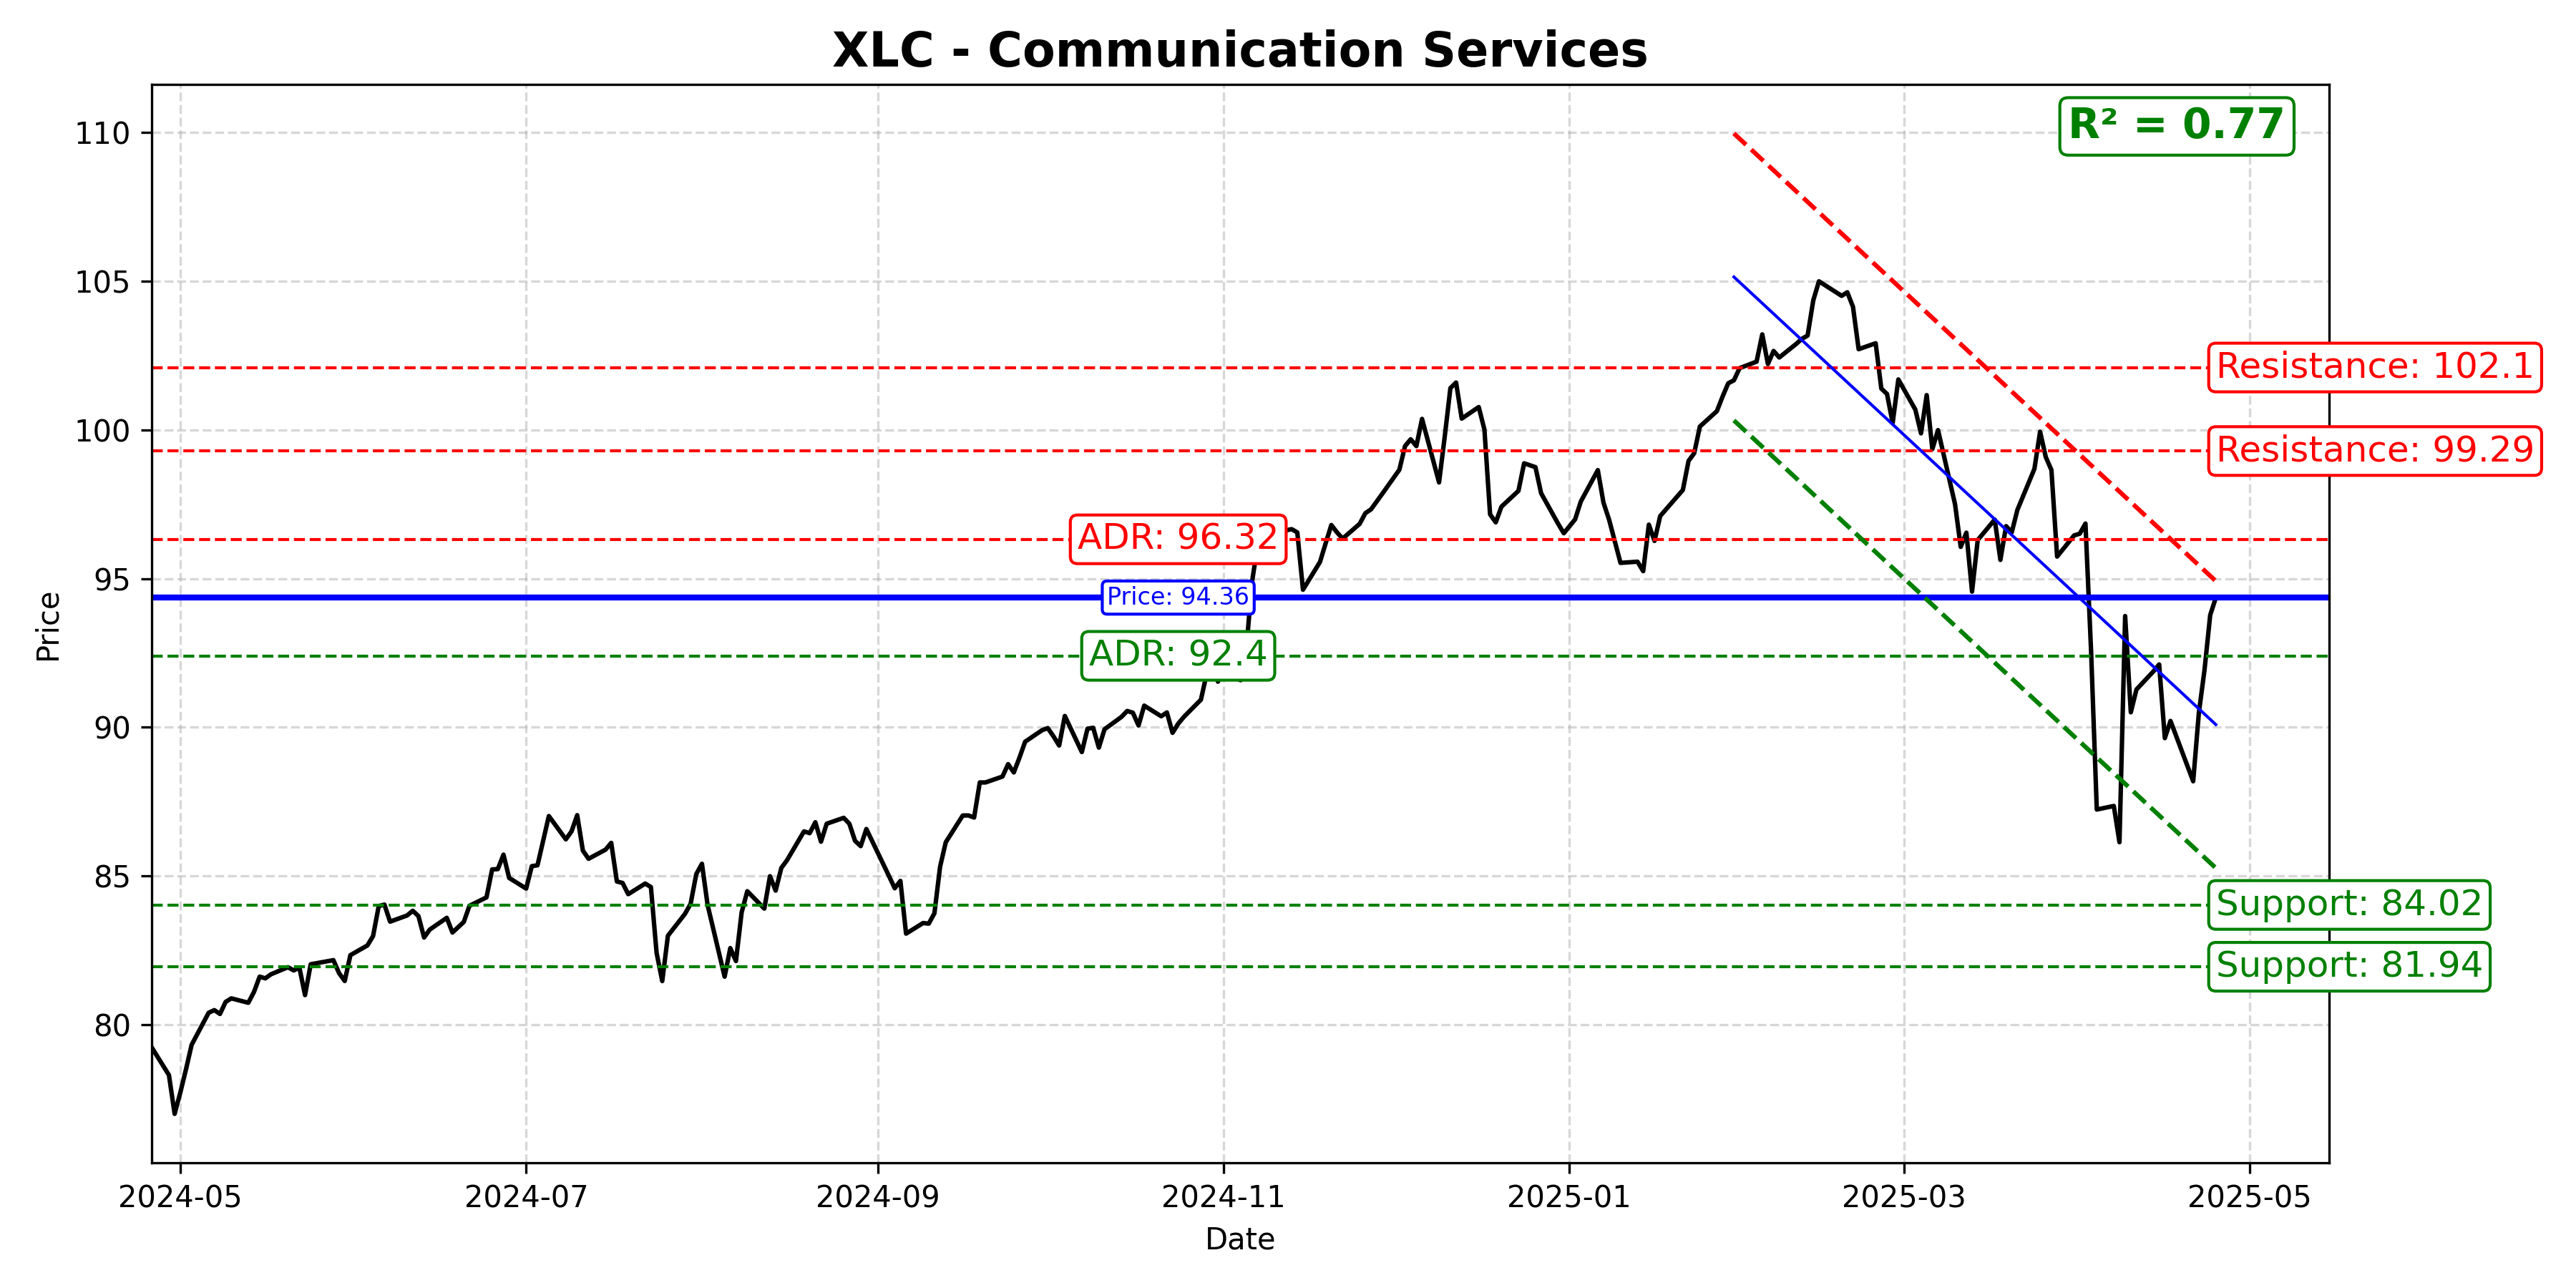 XLC - Communication Services
R² = 0.77
110
105
100
95
90
85
80
Price
Resistance: 102.1
Resistance: 99.29
ADR: 96.32
Price: 94.36
ADR: 92.4
Support: 84.02
Support: 81.94
2024-05
2024-07
2024-09
2024-11
2025-01
2025-03
2025-05
Date